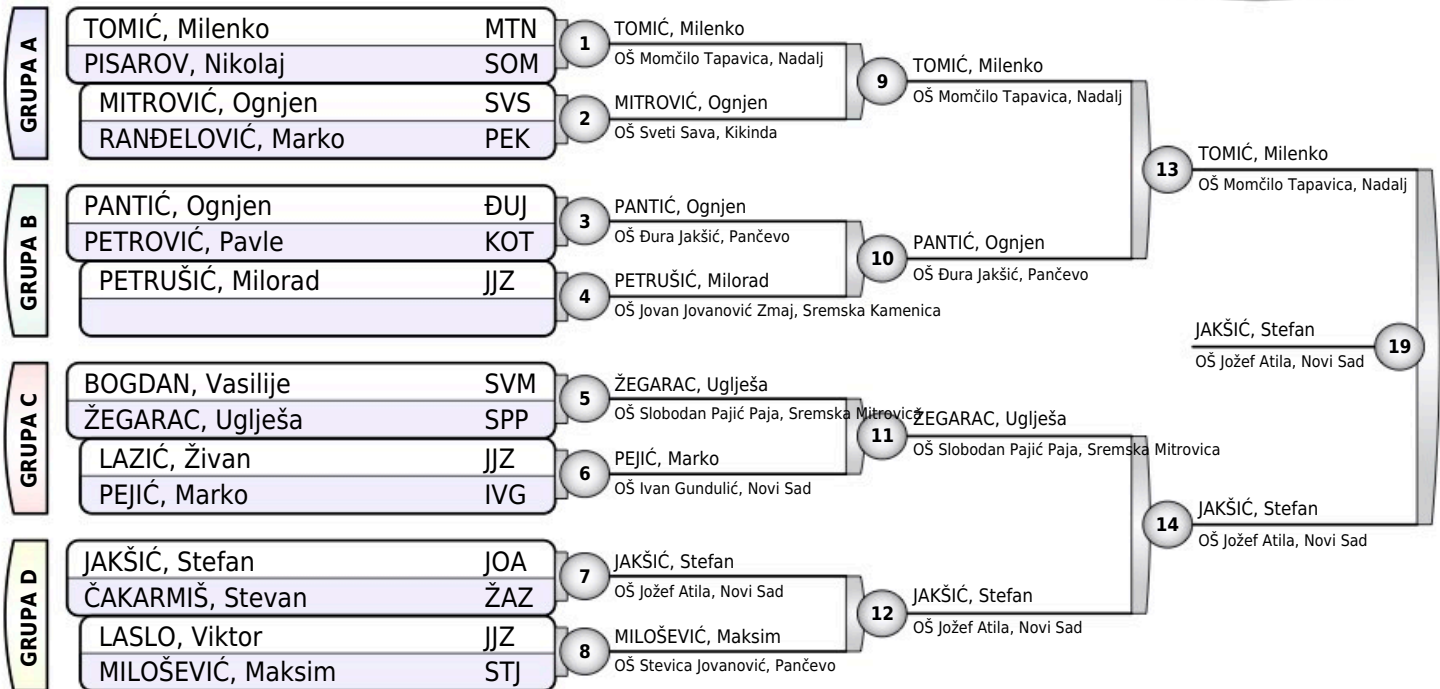 GRUPA A
TOMIĆ, Milenko MTN
PISAROV, Nikolaj SOM
MITROVIĆ, Ognjen SVS
RANĐELOVIĆ, Marko PEK
GRUPA B
PANTIĆ, Ognjen ĐUJ
PETROVIĆ, Pavle KOT
PETRUŠIĆ, Milorad JJZ
GRUPA C
BOGDAN, Vasilije SVM
ŽEGARAC, Uglješa SPP
LAZIĆ, Živan JJZ
PEJIĆ, Marko IVG
GRUPA D
JAKŠIĆ, Stefan JOA
ČAKARMIŠ, Stevan ŽAZ
LASLO, Viktor JJZ
MILOŠEVIĆ, Maksim STJ
1
TOMIĆ, Milenko
OŠ Momčilo Tapavica, Nadalj
2
MITROVIĆ, Ognjen
OŠ Sveti Sava, Kikinda
3
PANTIĆ, Ognjen
OŠ Đura Jakšić, Pančevo
4
PETRUŠIĆ, Milorad
OŠ Jovan Jovanović Zmaj, Sremska Kamenica
5
ŽEGARAC, Uglješa
OŠ Slobodan Pajić Paja, Sremska Mitrovica
6
PEJIĆ, Marko
OŠ Ivan Gundulić, Novi Sad
7
JAKŠIĆ, Stefan
OŠ Jožef Atila, Novi Sad
8
MILOŠEVIĆ, Maksim
OŠ Stevica Jovanović, Pančevo
9
TOMIĆ, Milenko
OŠ Momčilo Tapavica, Nadalj
10
PANTIĆ, Ognjen
OŠ Đura Jakšić, Pančevo
11
ŽEGARAC, Uglješa
OŠ Slobodan Pajić Paja, Sremska Mitrovica
12
JAKŠIĆ, Stefan
OŠ Jožef Atila, Novi Sad
13
TOMIĆ, Milenko
OŠ Momčilo Tapavica, Nadalj
14
JAKŠIĆ, Stefan
OŠ Jožef Atila, Novi Sad
JAKŠIĆ, Stefan
OŠ Jožef Atila, Novi Sad
19